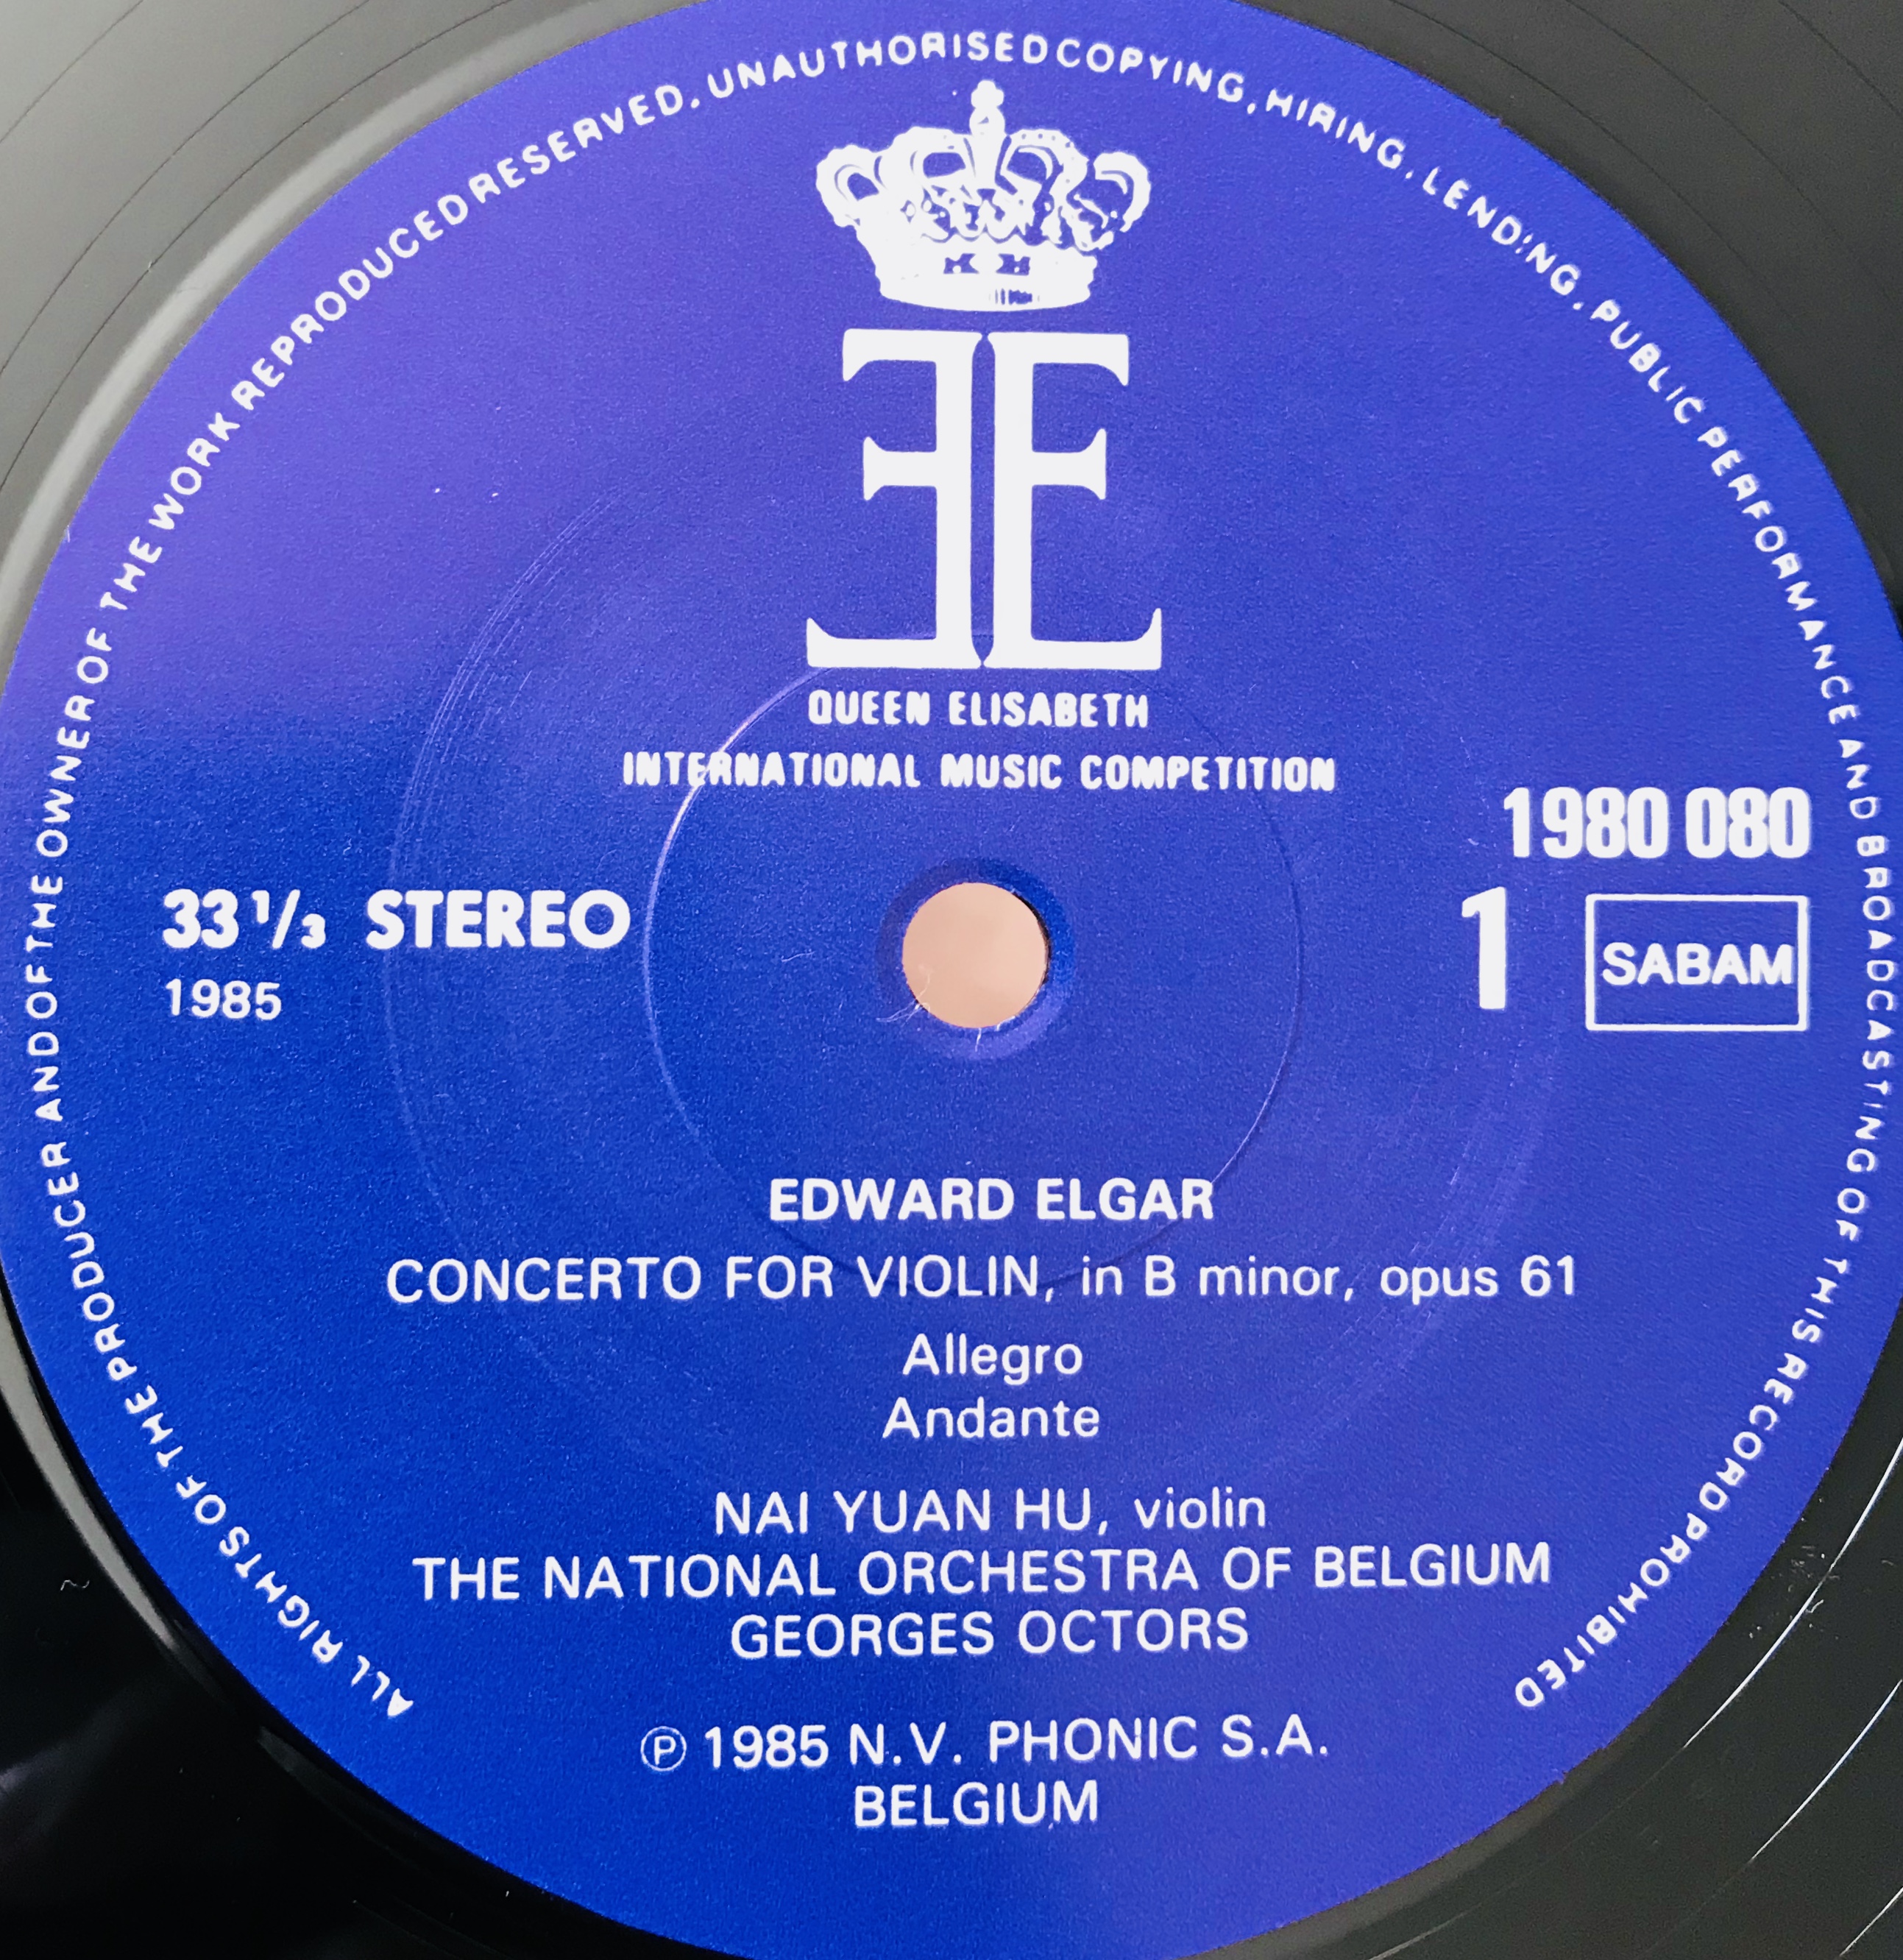 ALL RIGHTS OF THE PRODUCER AND OF THE OWNER OF THE WORK REPRODUCED RESERVED. UNAUTHORISED COPYING, HIRING, LENDING, PUBLIC PERFORMANCE AND BROADCASTING OF THIS RECORD PROHIBITED
EE
QUEEN ELISABETH
INTERNATIONAL MUSIC COMPETITION
1980 080
33 1/3 STEREO
1 SABAM
1985
EDWARD ELGAR
CONCERTO FOR VIOLIN, in B minor, opus 61
Allegro
Andante
NAI YUAN HU, violin
THE NATIONAL ORCHESTRA OF BELGIUM
GEORGES OCTORS
℗ 1985 N.V. PHONIC S.A.
BELGIUM